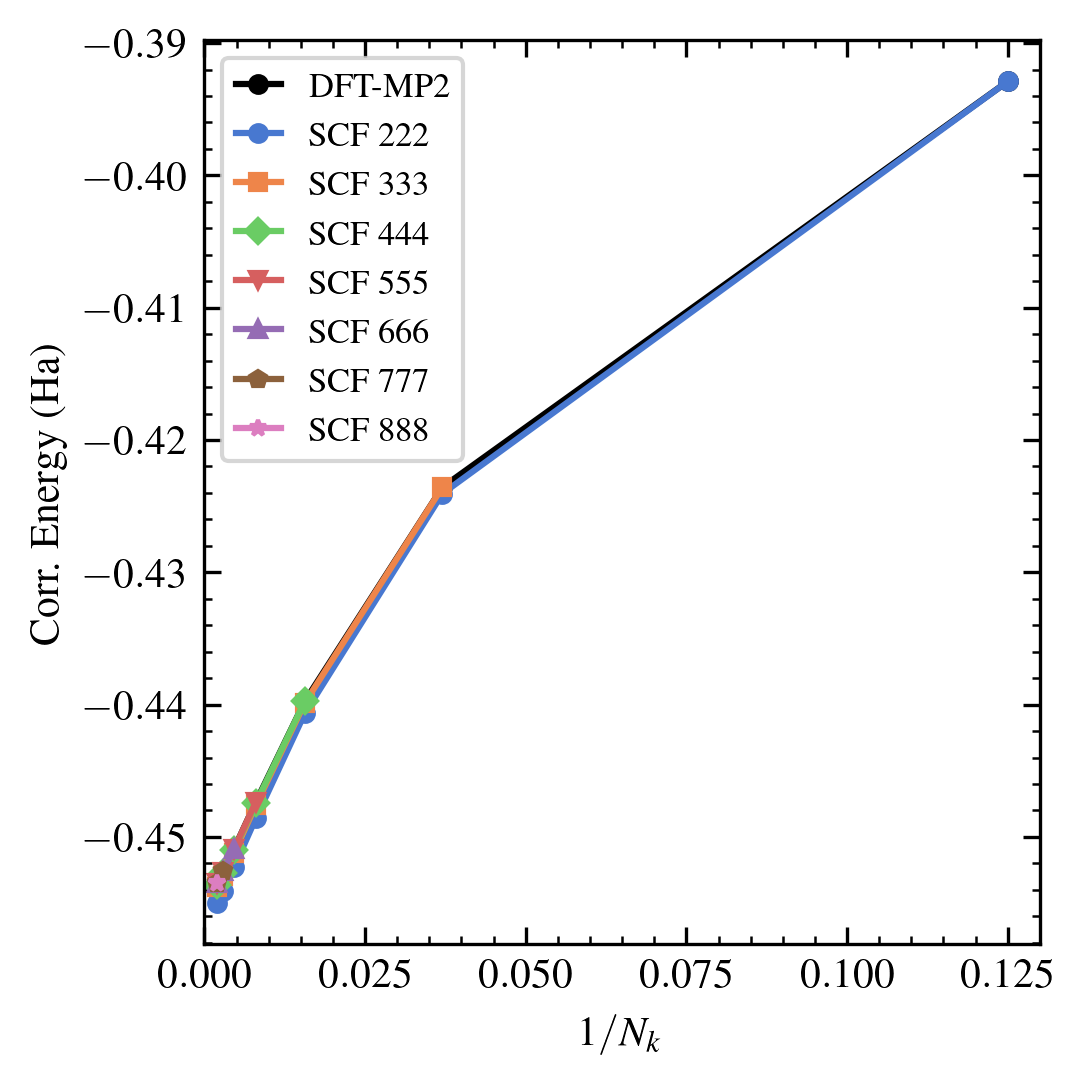 −0.39
−0.40
−0.41
−0.42
−0.43
−0.44
−0.45
Corr. Energy (Ha)
DFT-MP2
SCF 222
SCF 333
SCF 444
SCF 555
SCF 666
SCF 777
SCF 888
0.000 0.025 0.050 0.075 0.100 0.125
1/Nₖ